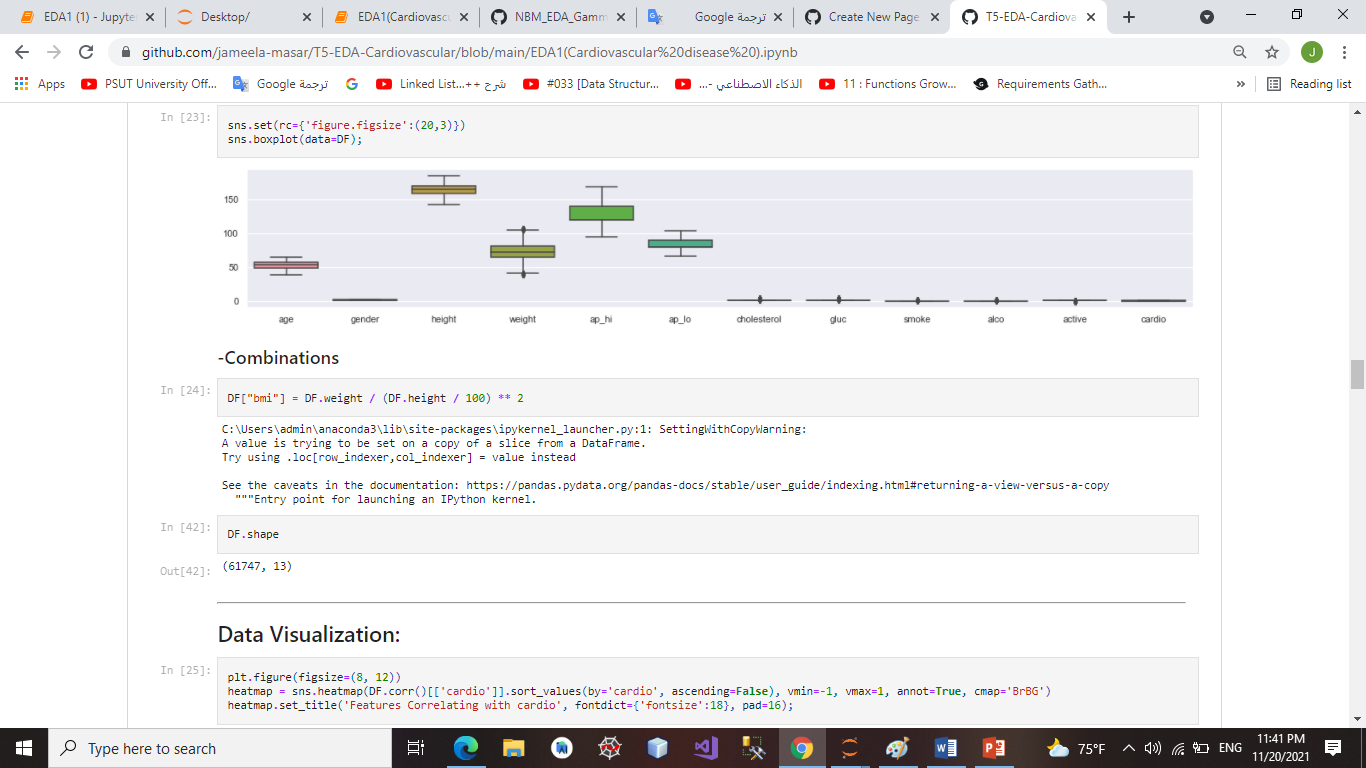 EDA1 (1) - Jupyte
Desktop/
EDA1(Cardiovascu
NBM_EDA_Gamm
ترجمة Google
Create New Page
T5-EDA-Cardiova
github.com/jameela-masar/T5-EDA-Cardiovascular/blob/main/EDA1(Cardiovascular%20disease%20).ipynb
J
Apps
PSUT University Off...
ترجمة Google
Linked List...++شرح
#033 [Data Structur...
الذكاء الاصطناعي -...
11 : Functions Grow...
Requirements Gath...
»
Reading list
In [23]:
sns.set(rc={'figure.figsize':(20,3)})
sns.boxplot(data=DF);
150
100
50
0
age gender height weight ap_hi ap_lo cholesterol gluc smoke alco active cardio
-Combinations
In [24]:
DF["bmi"] = DF.weight / (DF.height / 100) ** 2
C:\Users\admin\anaconda3\lib\site-packages\ipykernel_launcher.py:1: SettingWithCopyWarning:
A value is trying to be set on a copy of a slice from a DataFrame.
Try using .loc[row_indexer,col_indexer] = value instead
See the caveats in the documentation: https://pandas.pydata.org/pandas-docs/stable/user_guide/indexing.html#returning-a-view-versus-a-copy
"""Entry point for launching an IPython kernel.
In [42]:
DF.shape
Out[42]:
(61747, 13)
Data Visualization:
In [25]:
plt.figure(figsize=(8, 12))
heatmap = sns.heatmap(DF.corr()[['cardio']].sort_values(by='cardio', ascending=False), vmin=-1, vmax=1, annot=True, cmap='BrBG')
heatmap.set_title('Features Correlating with cardio', fontdict={'fontsize':18}, pad=16);
Type here to search
75°F
ENG
11:41 PM
11/20/2021